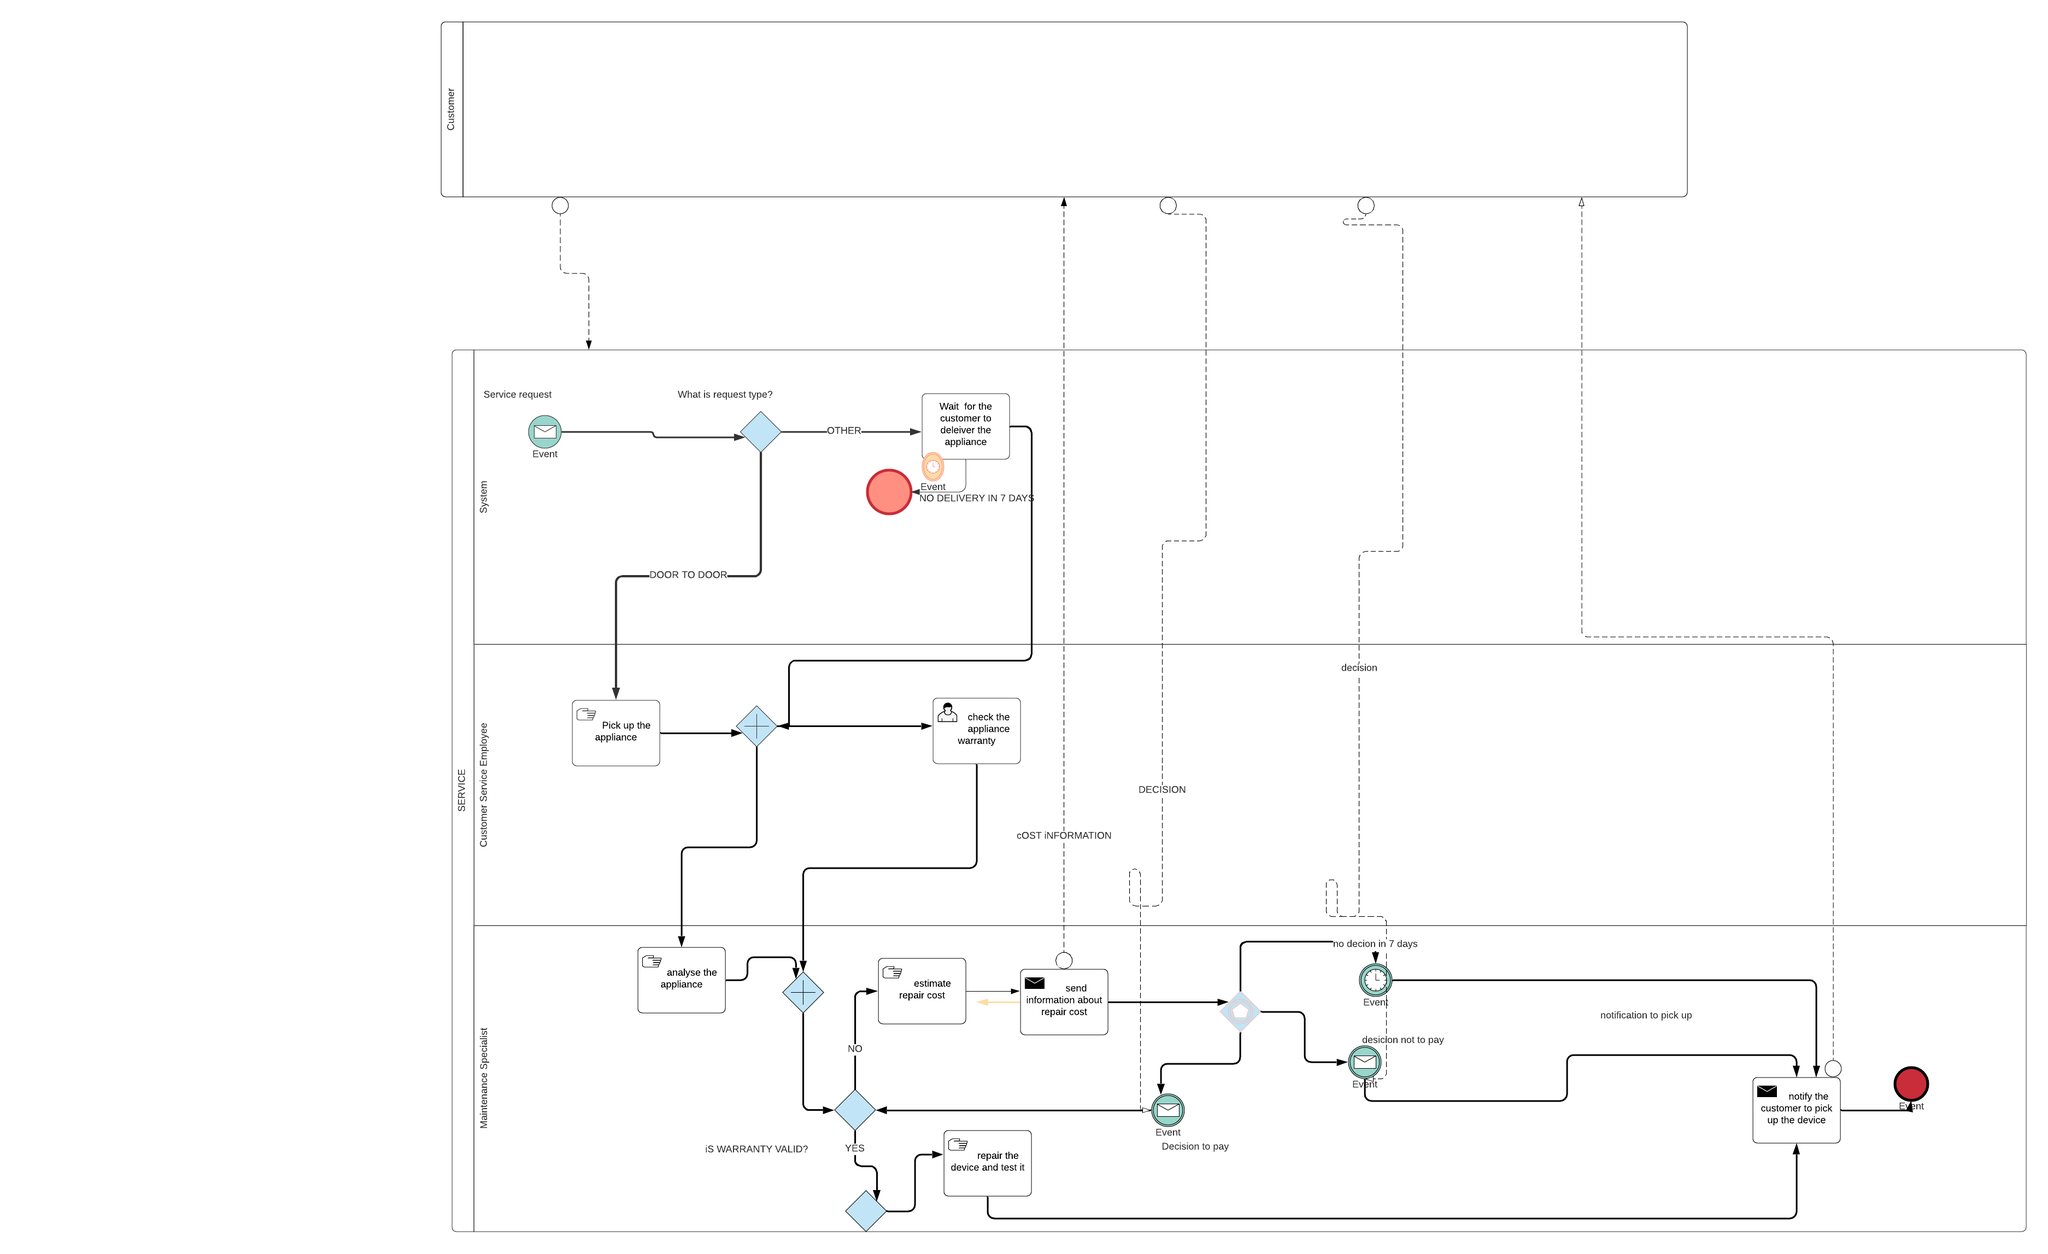 Customer
Service request
What is request type?
Wait for the
customer to
deleiver the
appliance
OTHER
Event
Event
NO DELIVERY IN 7 DAYS
System
DOOR TO DOOR
decision
Pick up the
appliance
check the
appliance
warranty
SERVICE
Customer Service Employee
DECISION
cOST iNFORMATION
no decion in 7 days
analyse the
appliance
estimate
repair cost
send
information about
repair cost
Event
notification to pick up
desicion not to pay
NO
Event
Maintenance Specialist
notify the
customer to pick
up the device
Event
Event
Decision to pay
iS WARRANTY VALID?
YES
repair the
device and test it